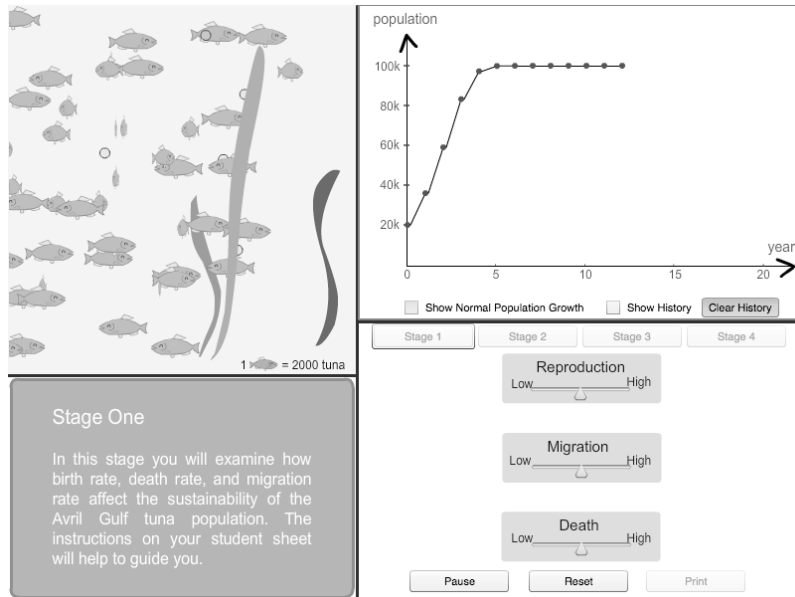 population
100k
80k
60k
40k
20k
year
0 5 10 15 20
Show Normal Population Growth Show History Clear History
1 = 2000 tuna
Stage 1 Stage 2 Stage 3 Stage 4
Reproduction
Low High
Migration
Low High
Death
Low High
Pause Reset Print
Stage One
In this stage you will examine how
birth rate, death rate, and migration
rate affect the sustainability of the
Avril Gulf tuna population. The
instructions on your student sheet
will help to guide you.